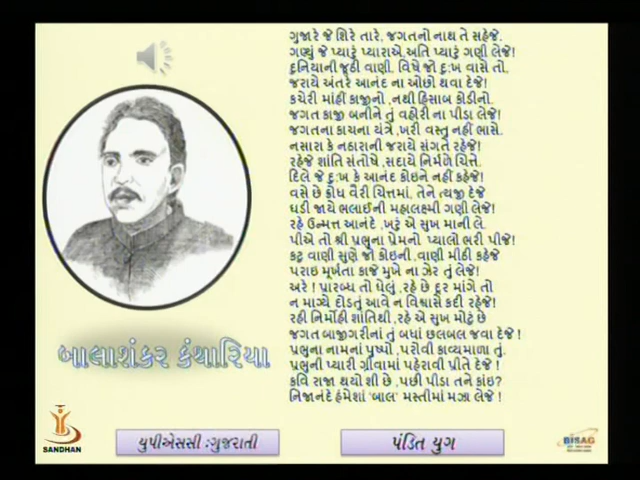 ગુજારે જે શિરે તારે, જગતનો નાથ તે સહેજે.
ગણ્યું જે પ્યારું પ્યારાએ,અતિ પ્યારું ગણી લેજે!
દુનિયાની જૂઠી વાણી, વિષે જો દુ:ખ વાસે તો,
જરાયે અંતરે આનંદ ના ઓછો થવા દેજે!
કચેરી માંહીં કાજીનો ,નથી હિસાબ કોડીનો.
જગત કાજી બનીને તું વહોરી ના પીડા લેજે!
જગતના કાચના યંત્રે ,ખરી વસ્તુ નહીં ભાસે.
નસારા કે નઠારાની જરાયે સંગતે રહેજે!
રહેજે શાંતિ સંતોષે ,સદાયે નિર્મળે ચિત્તે.
દિલે જે દુ:ખ કે આનંદ કોઇને નહીં કહેજે!
વસે છે ક્રોધ વૈરી ચિત્તમાં, તેને ત્યજી દેજે
ઘડી જાયે ભલાઈની મહાલક્ષ્મી ગણી લેજે!
રહે ઉન્મત્ત આનંદે ,ખરૂં એ સુખ માની લે.
પીએ તો શ્રી પ્રભુના પ્રેમનો પ્યાલો ભરી પીજે!
કટુ વાણી સુણે જો કોઇની,વાણી મીઠી કહેજે
પરાઇ મૂર્ખતા કાજે મુખે ના ઝેર તું લેજે!
અરે ! પ્રારબ્ધ તો ઘેલું ,રહે છે દૂર માંગે તો
ન માગ્યે દોડતું આવે ન વિશ્વાસે કદી રહેજે!
રહી નિર્મોહી શાંતિથી ,રહે એ સુખ મોટું છે
જગત બાજીગરીનાં તું બધાં છલબલ જવા દેજે !
પ્રભુના નામનાં પુષ્પો ,પરોવી કાવ્યમાળા તું.
પ્રભુની પ્યારી ગ્રીવામાં પહેરાવી પ્રીતે દેજે !
કવિ રાજા થયો શી છે ,પછી પીડા તને કાંઇ?
નિજાનંદે હંમેશાં 'બાલ' મસ્તીમાં મઝા લેજે !
બાલાશંકર કંથારિયા
SANDHAN
યુપીએસસી :ગુજરાતી
પંડિત યુગ
BISAG